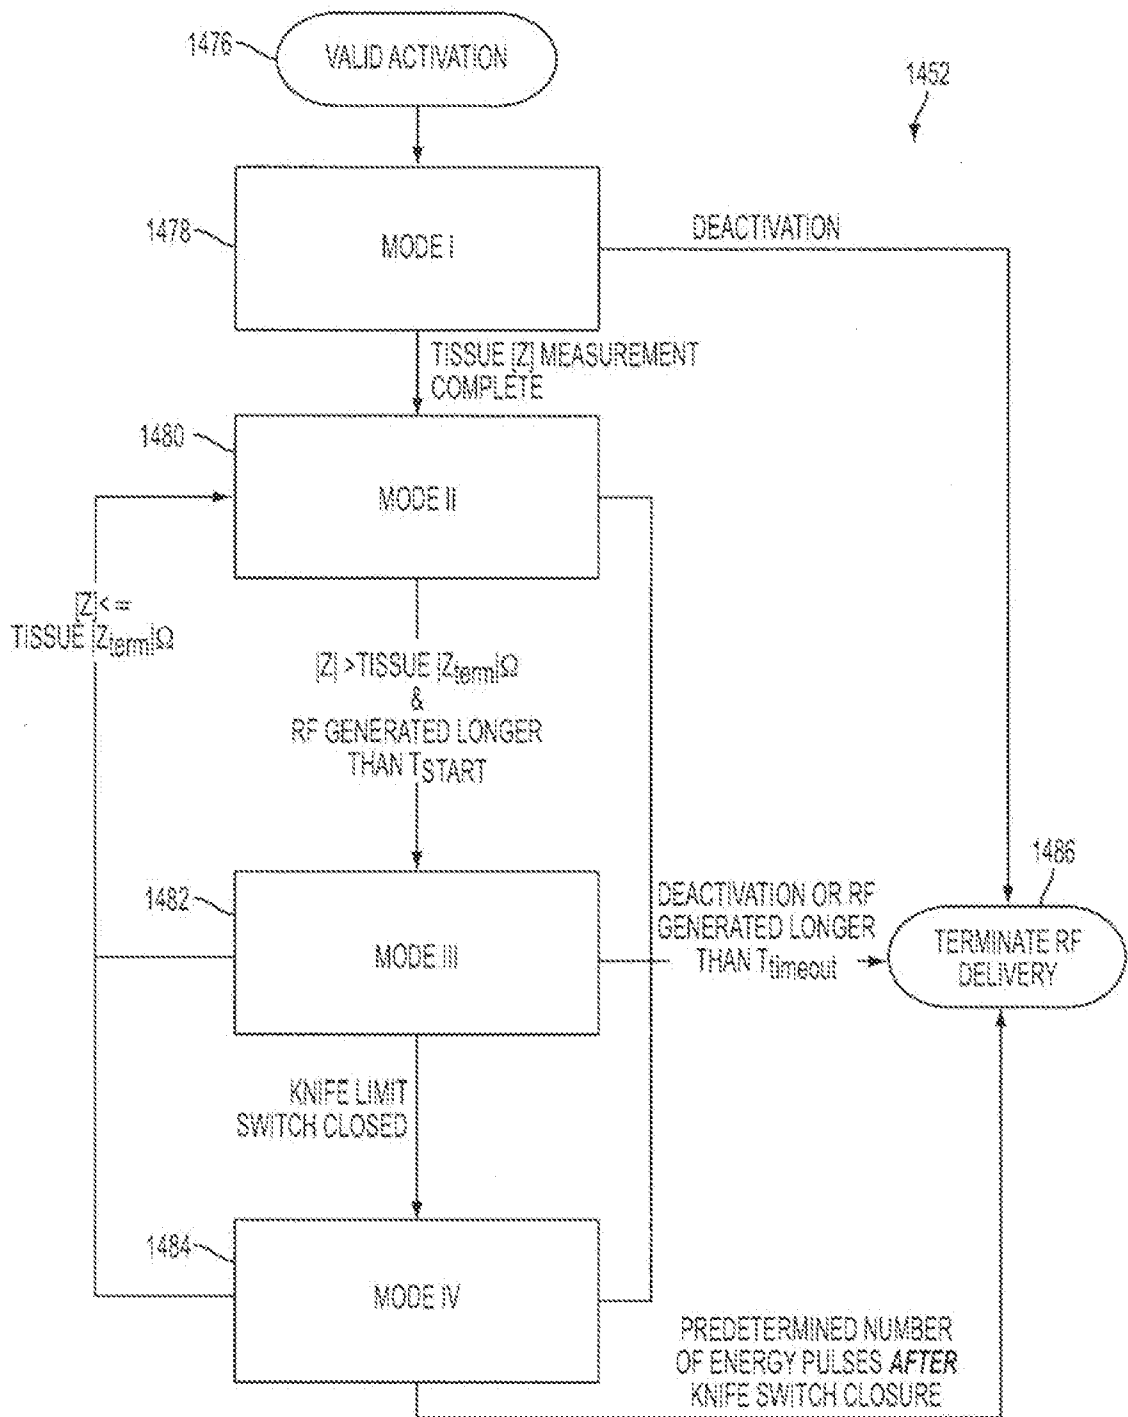 1476
VALID ACTIVATION
1452
1478
MODE I
DEACTIVATION
TISSUE |Z| MEASUREMENT
COMPLETE
1480
MODE II
|Z|<=
TISSUE |Zterm|Ω
|Z| >TISSUE |Zterm|Ω
&
RF GENERATED LONGER
THAN TSTART
1482
MODE III
DEACTIVATION OR RF
GENERATED LONGER
THAN Ttimeout
1486
TERMINATE RF
DELIVERY
KNIFE LIMIT
SWITCH CLOSED
1484
MODE IV
PREDETERMINED NUMBER
OF ENERGY PULSES AFTER
KNIFE SWITCH CLOSURE